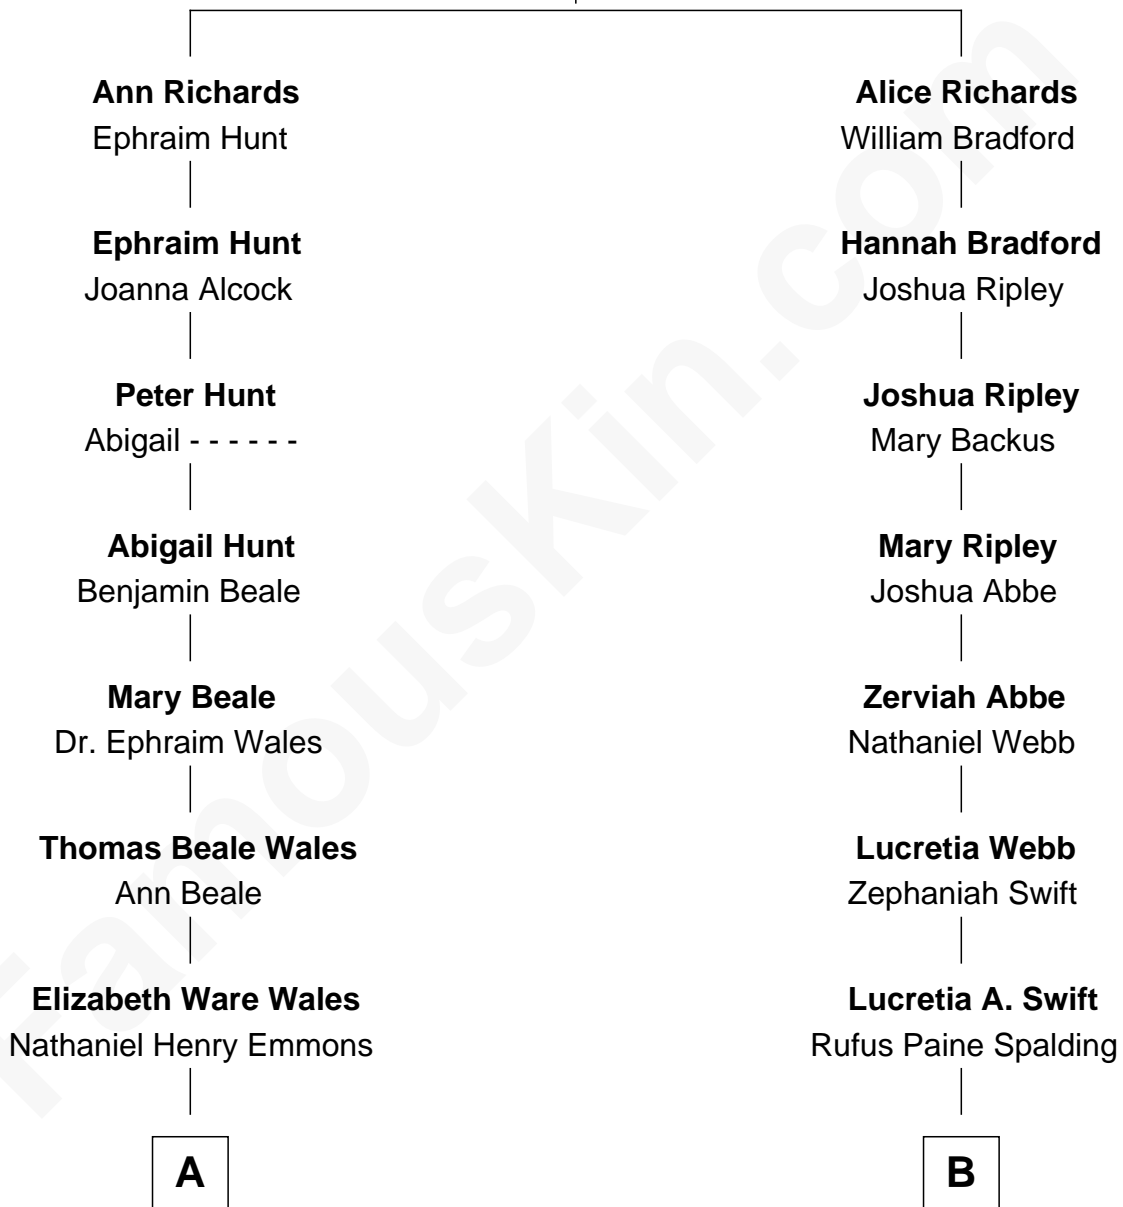 Ann Richards
Ephraim Hunt
Ephraim Hunt
Joanna Alcock
Peter Hunt
Abigail - - - - - -
Abigail Hunt
Benjamin Beale
Mary Beale
Dr. Ephraim Wales
Thomas Beale Wales
Ann Beale
Elizabeth Ware Wales
Nathaniel Henry Emmons
A
Alice Richards
William Bradford
Hannah Bradford
Joshua Ripley
Joshua Ripley
Mary Backus
Mary Ripley
Joshua Abbe
Zerviah Abbe
Nathaniel Webb
Lucretia Webb
Zephaniah Swift
Lucretia A. Swift
Rufus Paine Spalding
B
FamousKin.com